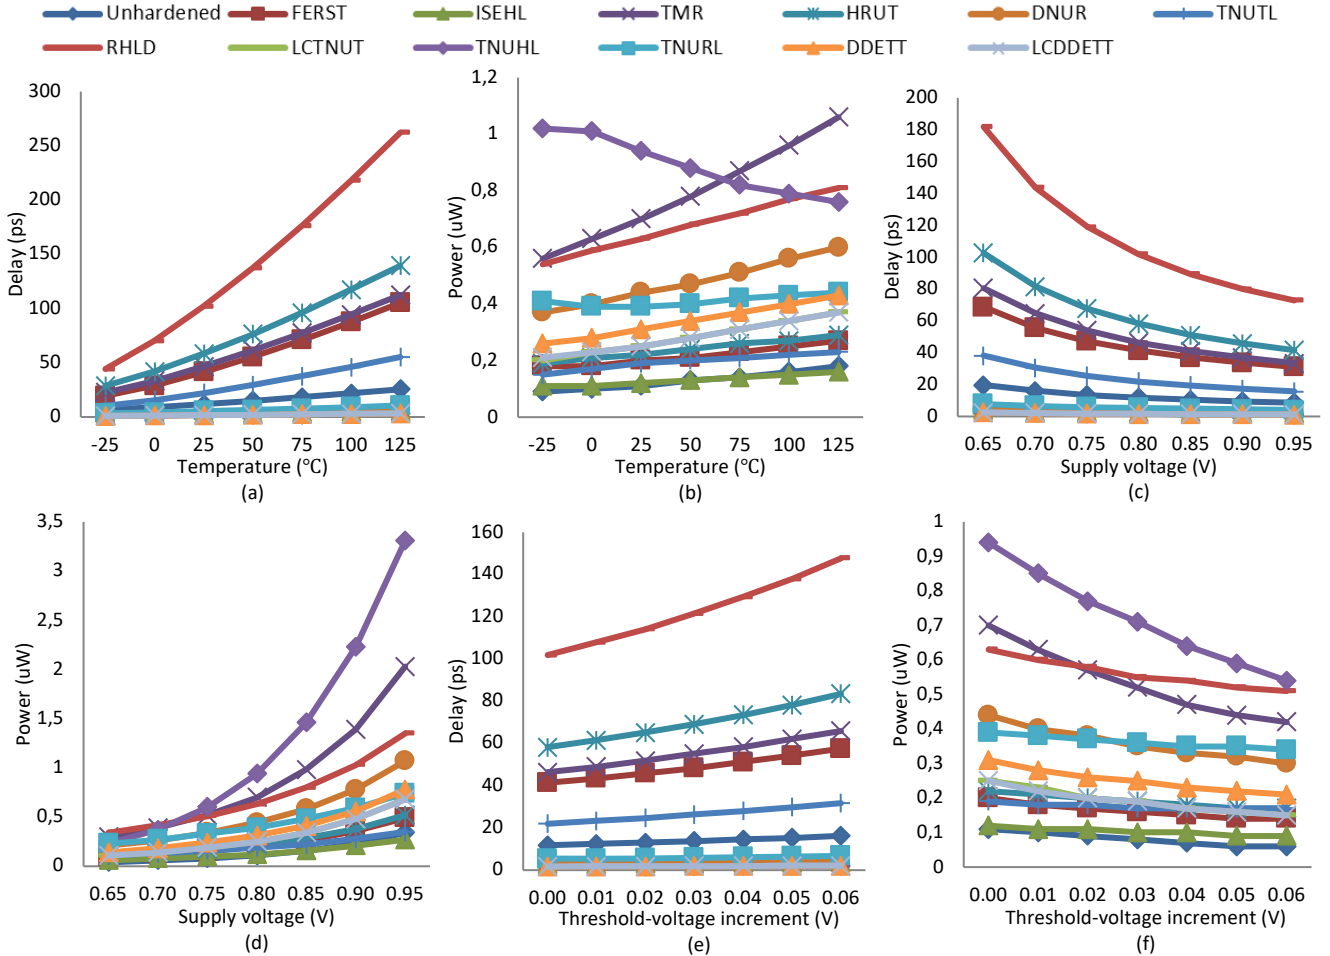 Unhardened FERST ISEHL TMR HRUT DNUR TNUTL
RHLD LCTNUT TNUHL TNURL DDETT LCDDETT
Delay (ps)
300
250
200
150
100
50
0
-25 0 25 50 75 100 125
Temperature (℃)
(a)
Power (uW)
1,2
1
0,8
0,6
0,4
0,2
0
-25 0 25 50 75 100 125
Temperature (℃)
(b)
Delay (ps)
200
180
160
140
120
100
80
60
40
20
0
0.65 0.70 0.75 0.80 0.85 0.90 0.95
Supply voltage (V)
(c)
Power (uW)
3,5
3
2,5
2
1,5
1
0,5
0
0.65 0.70 0.75 0.80 0.85 0.90 0.95
Supply voltage (V)
(d)
Delay (ps)
160
140
120
100
80
60
40
20
0
0.00 0.01 0.02 0.03 0.04 0.05 0.06
Threshold-voltage increment (V)
(e)
Power (uW)
1
0,9
0,8
0,7
0,6
0,5
0,4
0,3
0,2
0,1
0
0.00 0.01 0.02 0.03 0.04 0.05 0.06
Threshold-voltage increment (V)
(f)